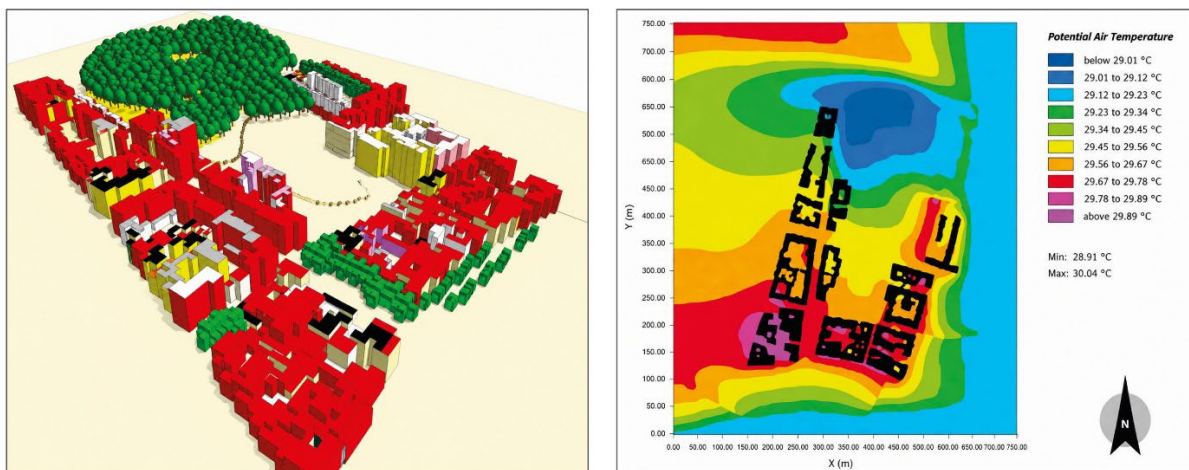 750.00
750.00
600.00
650.00
500.00
550.00
450.00
400.00
350.00
300.00
250.00
200.00
150.00
100.00
50.00
0.00
Y (m)
0.00 50.00 100.00 150.00 200.00 250.00 300.00 350.00 400.00 450.00 500.00 550.00 600.00 650.00 700.00 750.00
X (m)
Potential Air Temperature
below 29.01 °C
29.01 to 29.12 °C
29.12 to 29.23 °C
29.23 to 29.34 °C
29.34 to 29.45 °C
29.45 to 29.56 °C
29.56 to 29.67 °C
29.67 to 29.78 °C
29.78 to 29.89 °C
above 29.89 °C
Min: 28.91 °C
Max: 30.04 °C
N